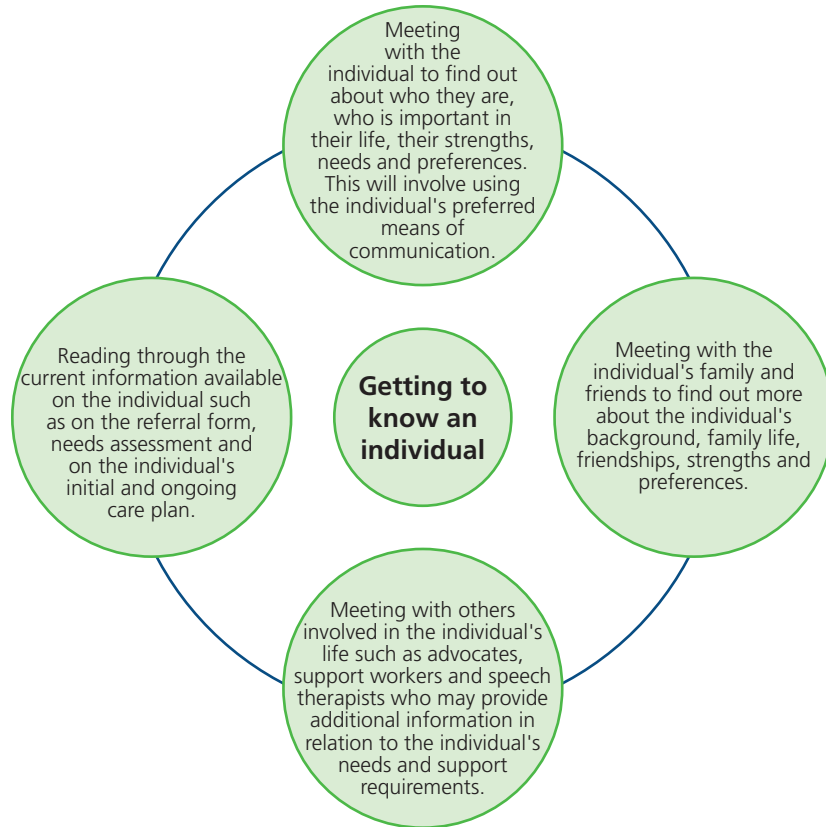 Meeting
with the
individual to find out
about who they are,
who is important in
their life, their strengths,
needs and preferences.
This will involve using
the individual's preferred
means of
communication.
Reading through the
current information available
on the individual such
as on the referral form,
needs assessment and
on the individual's
initial and ongoing
care plan.
Getting to
know an
individual
Meeting with the
individual's family and
friends to find out more
about the individual's
background, family life,
friendships, strengths and
preferences.
Meeting with others
involved in the individual's
life such as advocates,
support workers and speech
therapists who may provide
additional information in
relation to the individual's
needs and support
requirements.